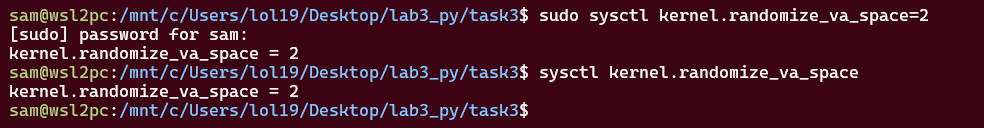 sam@wsl2pc:/mnt/c/Users/lol19/Desktop/lab3_py/task3$ sudo sysctl kernel.randomize_va_space=2
[sudo] password for sam:
kernel.randomize_va_space = 2
sam@wsl2pc:/mnt/c/Users/lol19/Desktop/lab3_py/task3$ sysctl kernel.randomize_va_space
kernel.randomize_va_space = 2
sam@wsl2pc:/mnt/c/Users/lol19/Desktop/lab3_py/task3$